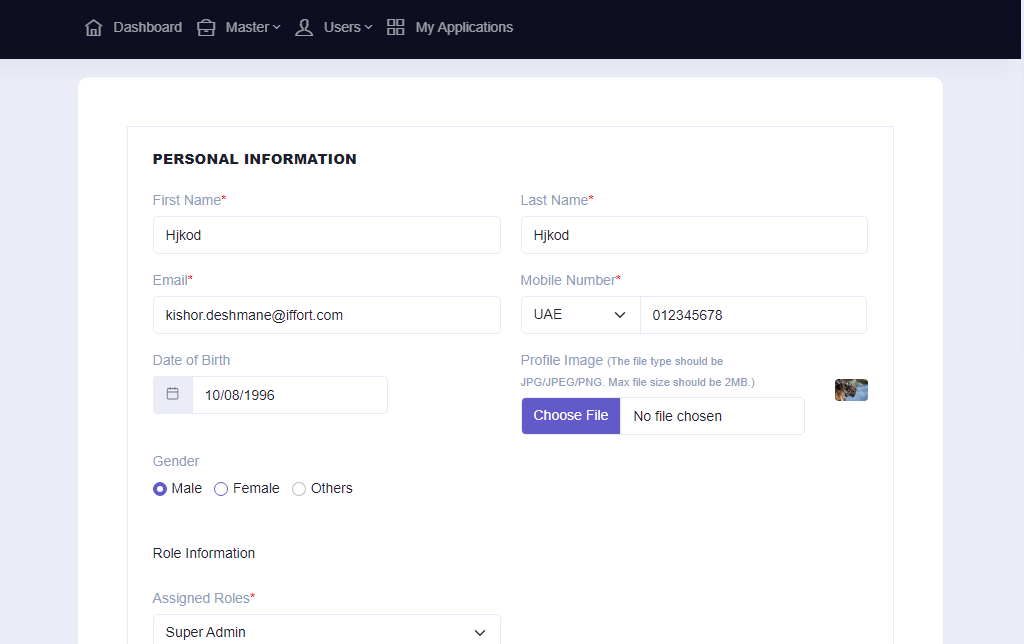 Dashboard Master Users My Applications
PERSONAL INFORMATION
First Name* Last Name*
Hjkod Hjkod
Email* Mobile Number*
kishor.deshmane@iffort.com UAE 012345678
Date of Birth Profile Image (The file type should be
JPG/JPEG/PNG. Max file size should be 2MB.)
10/08/1996 Choose File No file chosen
Gender
Male Female Others
Role Information
Assigned Roles*
Super Admin